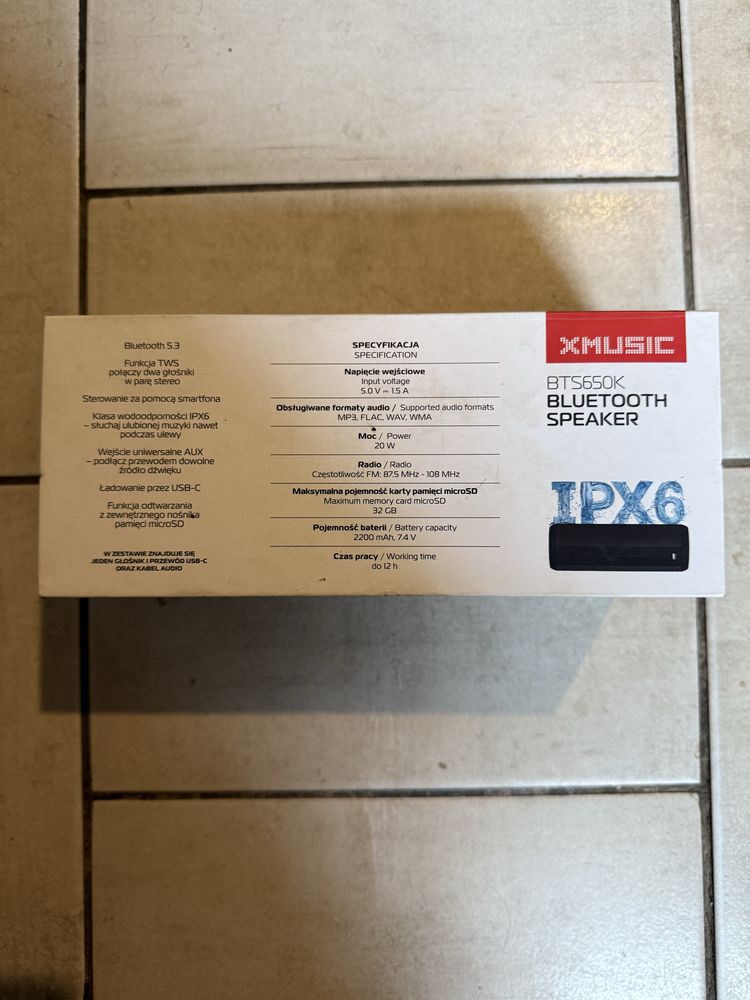 Bluetooth 5.3
Funkcja TWS
połączy dwa głośniki
w parę stereo
Sterowanie za pomocą smartfona
Klasa wodoodporności IPX6
– słuchaj ulubionej muzyki nawet
podczas ulewy
Wejście uniwersalne AUX
– podłącz przewodem dowolne
źródło dźwięku
Ładowanie przez USB-C
Funkcja odtwarzania
z zewnętrznego nośnika
pamięci microSD
W ZESTAWIE ZNAJDUJE SIĘ
JEDEN GŁOŚNIK I PRZEWÓD USB-C
ORAZ KABEL AUDIO
SPECYFIKACJA
SPECIFICATION
Napięcie wejściowe
Input voltage
5.0 V ⎓ 1.5 A
Obsługiwane formaty audio / Supported audio formats
MP3, FLAC, WAV, WMA
Moc / Power
20 W
Radio / Radio
Częstotliwość FM: 87.5 MHz - 108 MHz
Maksymalna pojemność karty pamięci microSD
Maximum memory card microSD
32 GB
Pojemność baterii / Battery capacity
2200 mAh, 7.4 V
Czas pracy / Working time
do 12 h
XMUSIC
BTS650K
BLUETOOTH
SPEAKER
IPX6